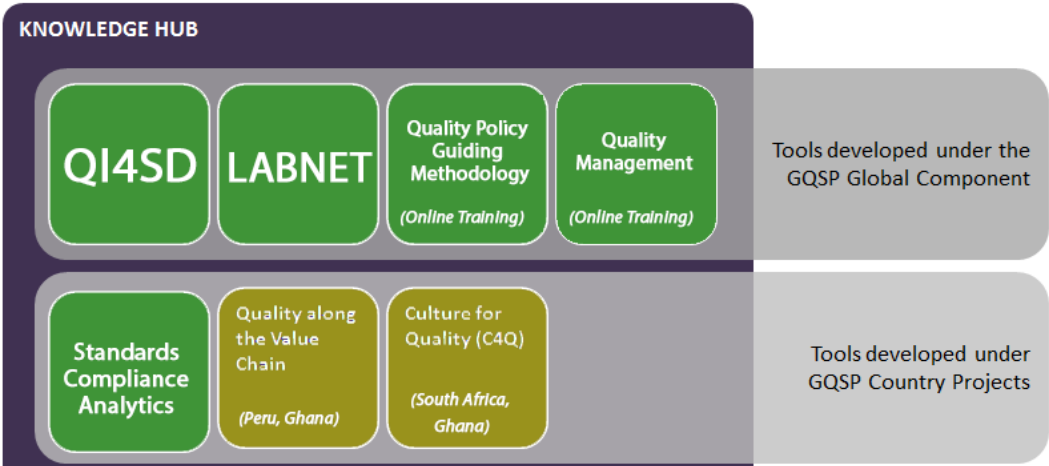 KNOWLEDGE HUB
QI4SD
LABNET
Quality Policy
Guiding
Methodology
(Online Training)
Quality
Management
(Online Training)
Tools developed under the
GQSP Global Component
Standards
Compliance
Analytics
Quality along
the Value
Chain
(Peru, Ghana)
Culture for
Quality (C4Q)
(South Africa,
Ghana)
Tools developed under
GQSP Country Projects